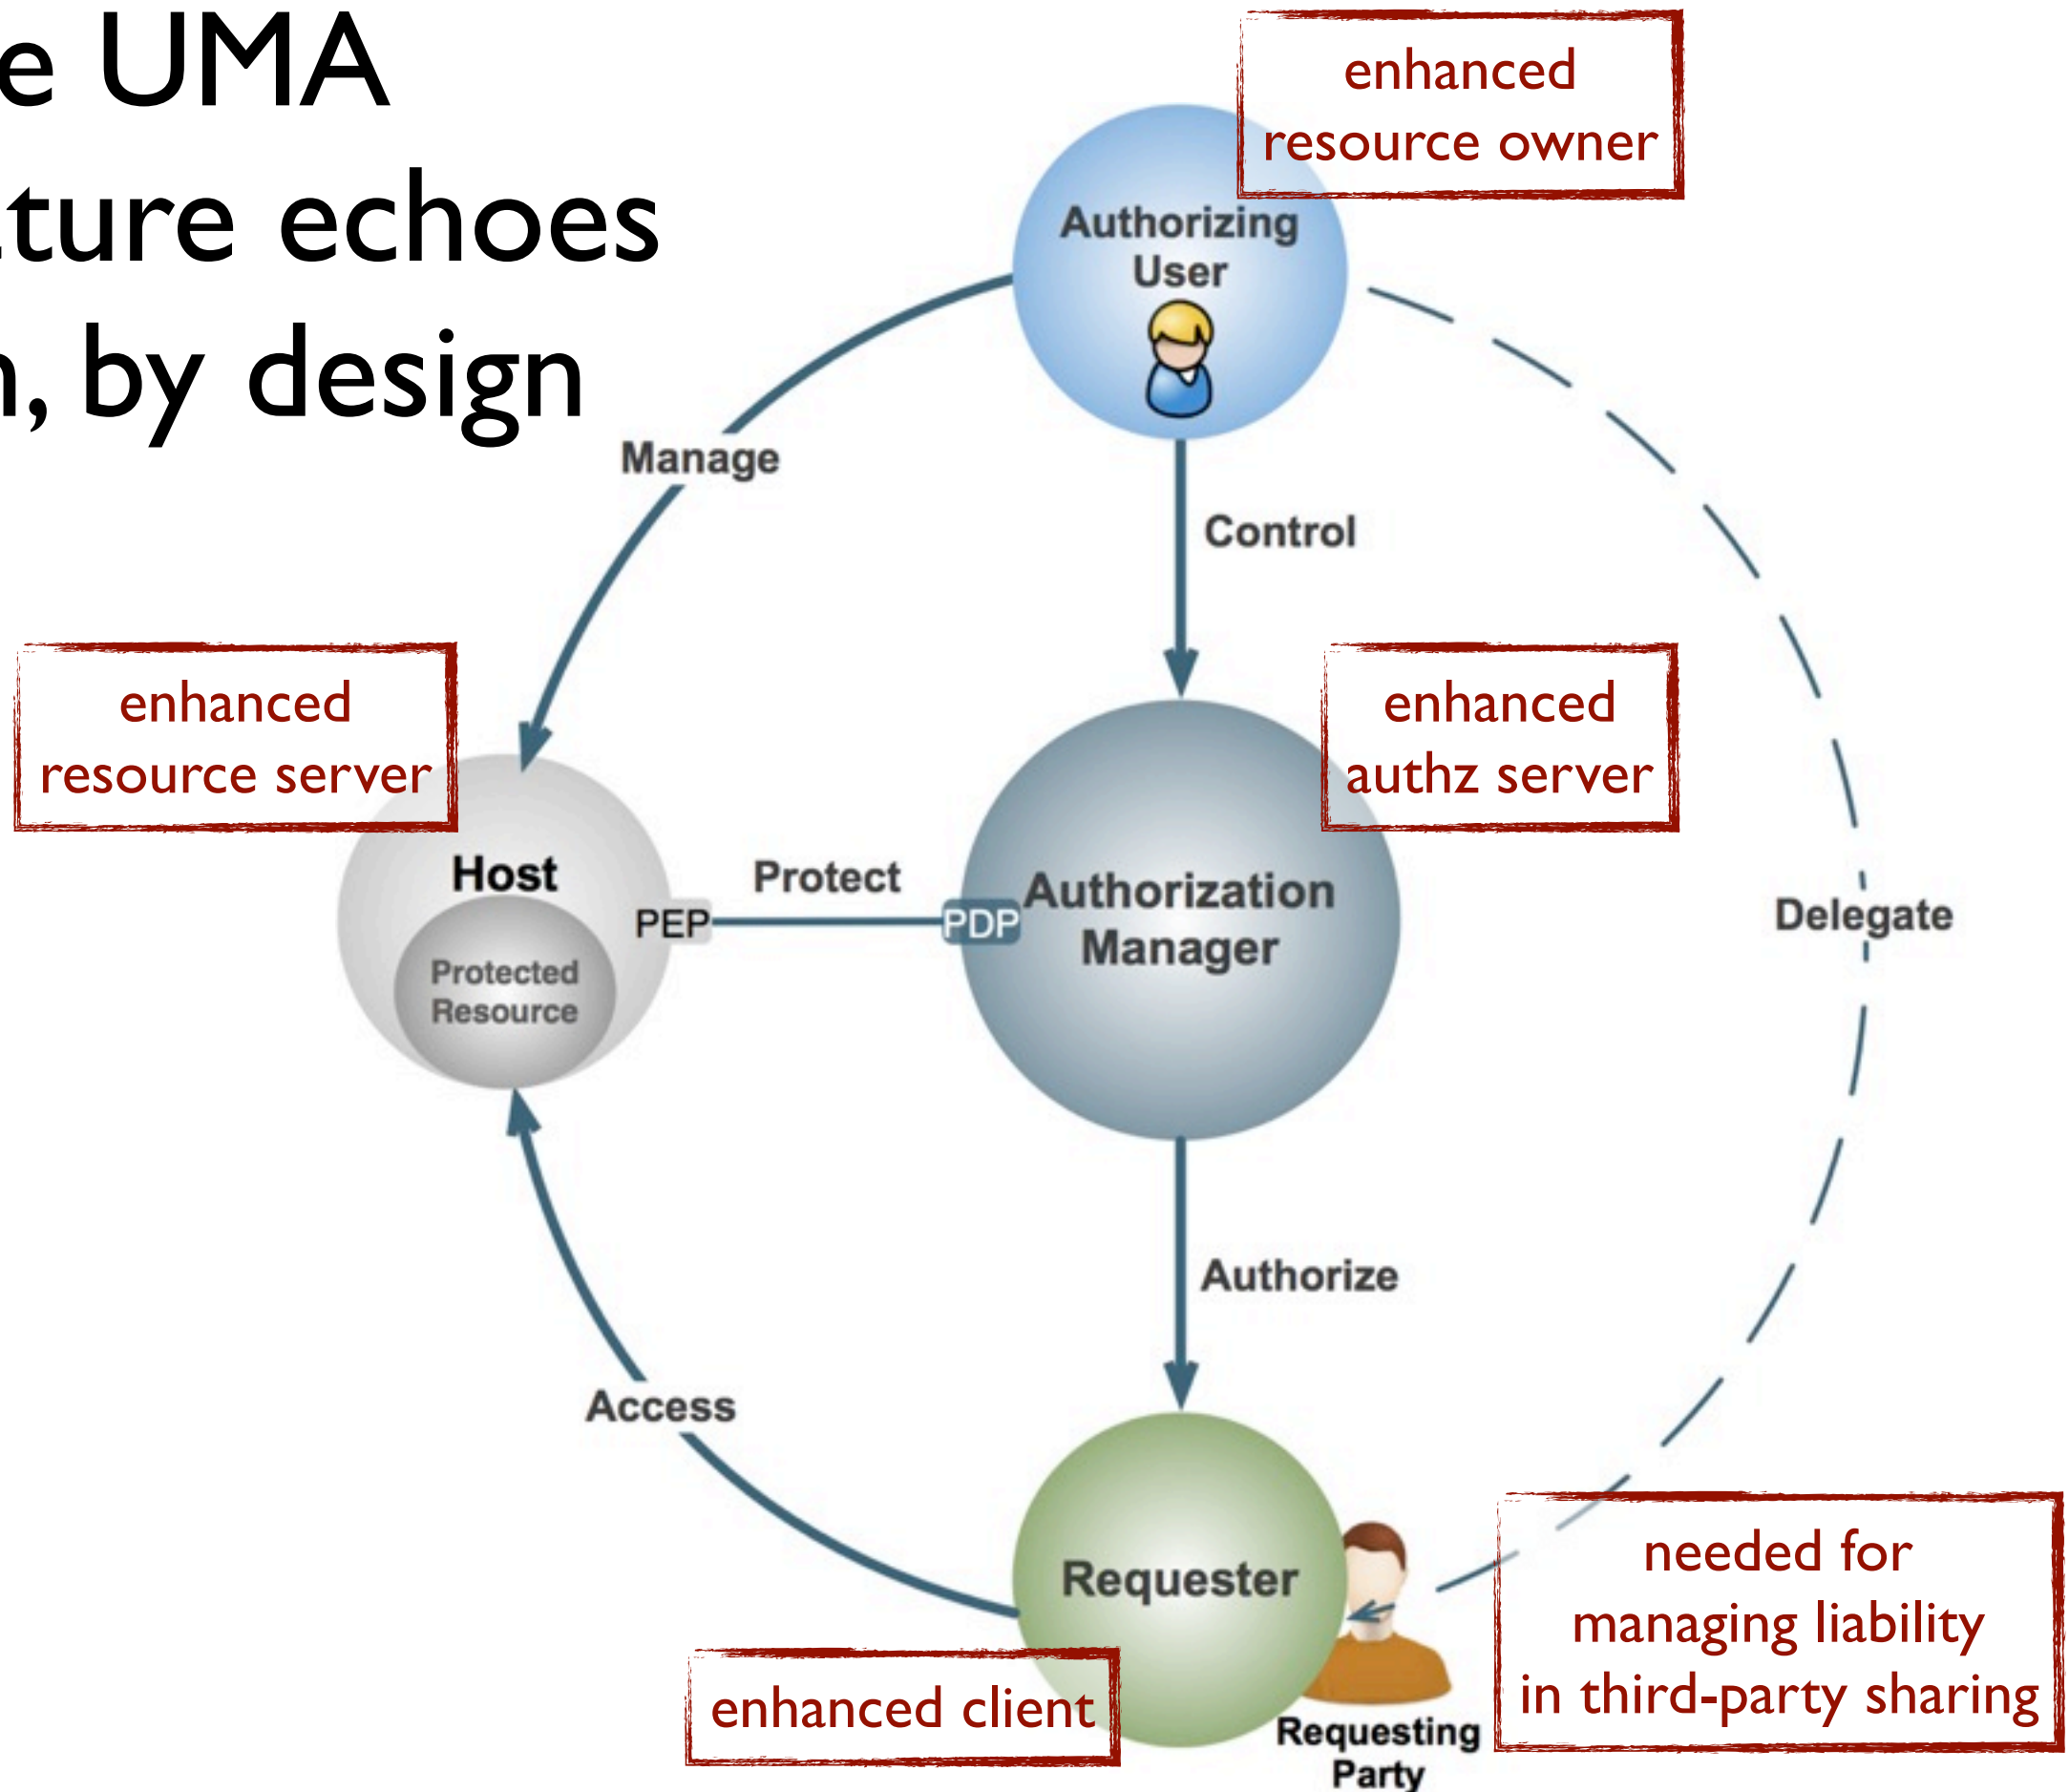 e UMA
ture echoes
, by design
enhanced
resource owner
Authorizing
User
Manage
Control
enhanced
resource server
enhanced
authz server
Host
Protect
PEP
PDP
Authorization
Manager
Protected
Resource
Delegate
Authorize
Access
Requester
needed for
managing liability
in third-party sharing
enhanced client
Requesting
Party